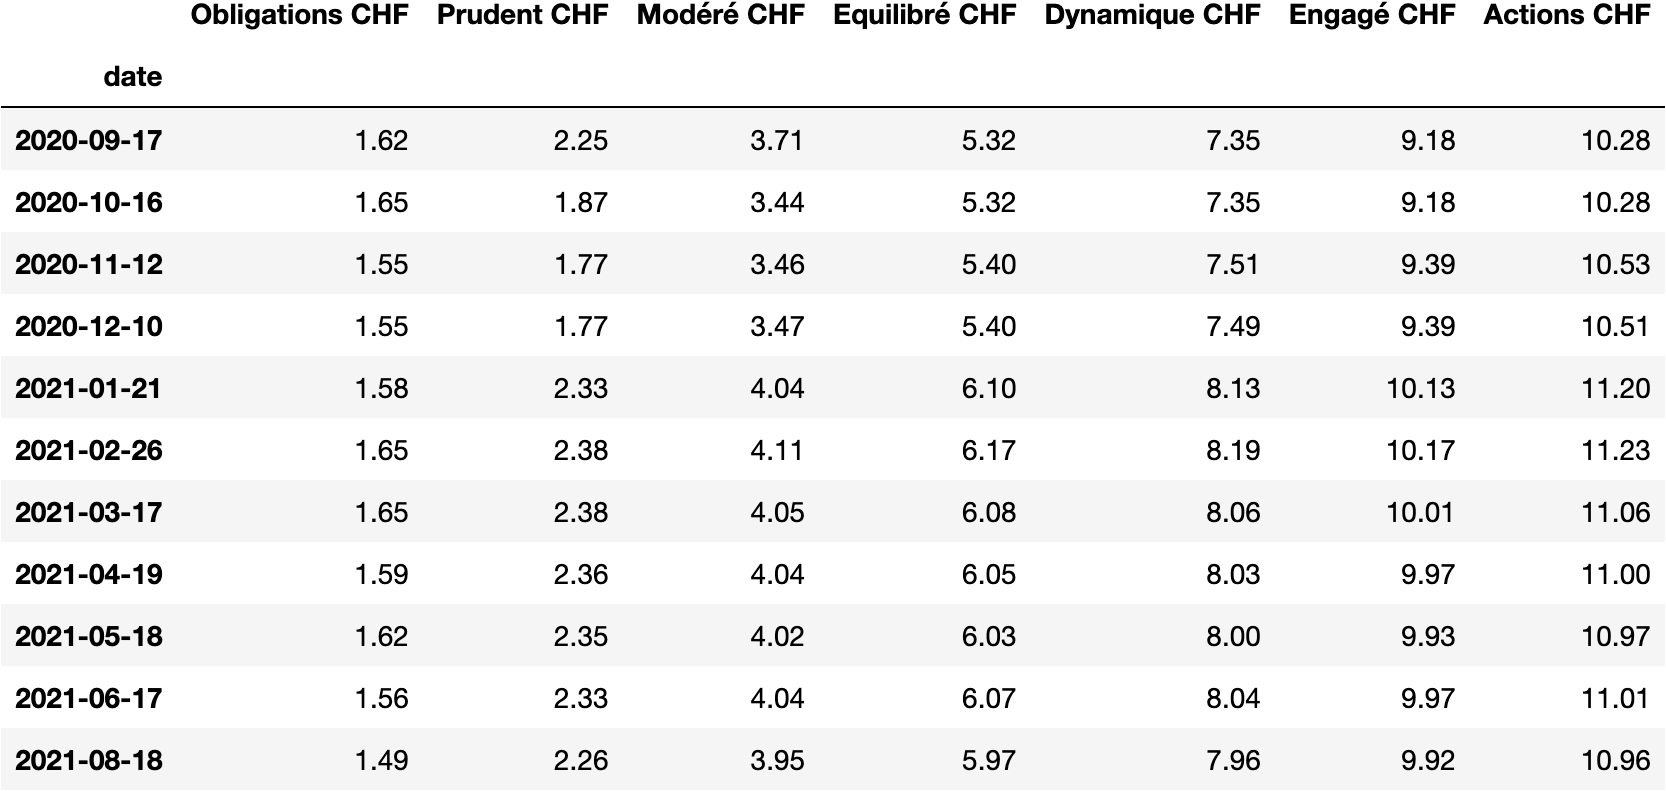 Obligations CHF Prudent CHF Modéré CHF Equilibré CHF Dynamique CHF Engagé CHF Actions CHF
date
2020-09-17 1.62 2.25 3.71 5.32 7.35 9.18 10.28
2020-10-16 1.65 1.87 3.44 5.32 7.35 9.18 10.28
2020-11-12 1.55 1.77 3.46 5.40 7.51 9.39 10.53
2020-12-10 1.55 1.77 3.47 5.40 7.49 9.39 10.51
2021-01-21 1.58 2.33 4.04 6.10 8.13 10.13 11.20
2021-02-26 1.65 2.38 4.11 6.17 8.19 10.17 11.23
2021-03-17 1.65 2.38 4.05 6.08 8.06 10.01 11.06
2021-04-19 1.59 2.36 4.04 6.05 8.03 9.97 11.00
2021-05-18 1.62 2.35 4.02 6.03 8.00 9.93 10.97
2021-06-17 1.56 2.33 4.04 6.07 8.04 9.97 11.01
2021-08-18 1.49 2.26 3.95 5.97 7.96 9.92 10.96